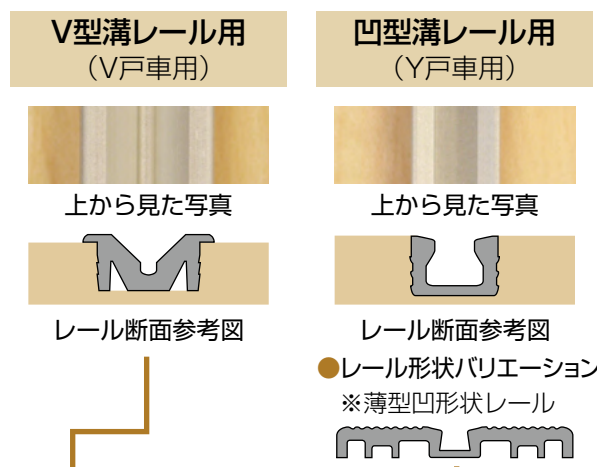 V型溝レール用
（V戸車用）
上から見た写真
レール断面参考図
凹型溝レール用
（Y戸車用）
上から見た写真
レール断面参考図
●レール形状バリエーション
※薄型凹形状レール